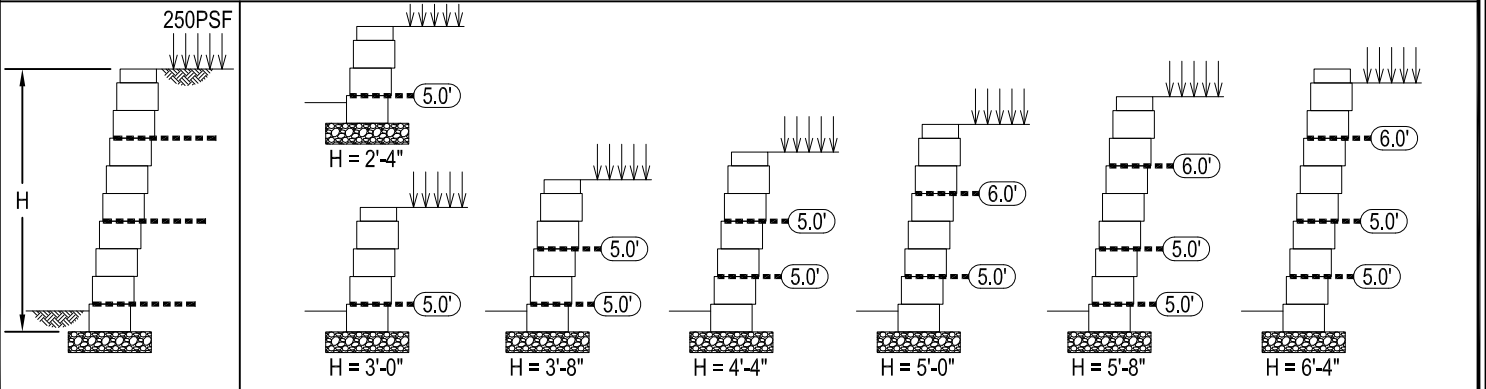 250PSF
H
5.0'
H = 2'-4"
5.0'
H = 3'-0"
5.0'
5.0'
H = 3'-8"
5.0'
5.0'
H = 4'-4"
6.0'
5.0'
H = 5'-0"
6.0'
5.0'
5.0'
H = 5'-8"
6.0'
5.0'
5.0'
H = 6'-4"